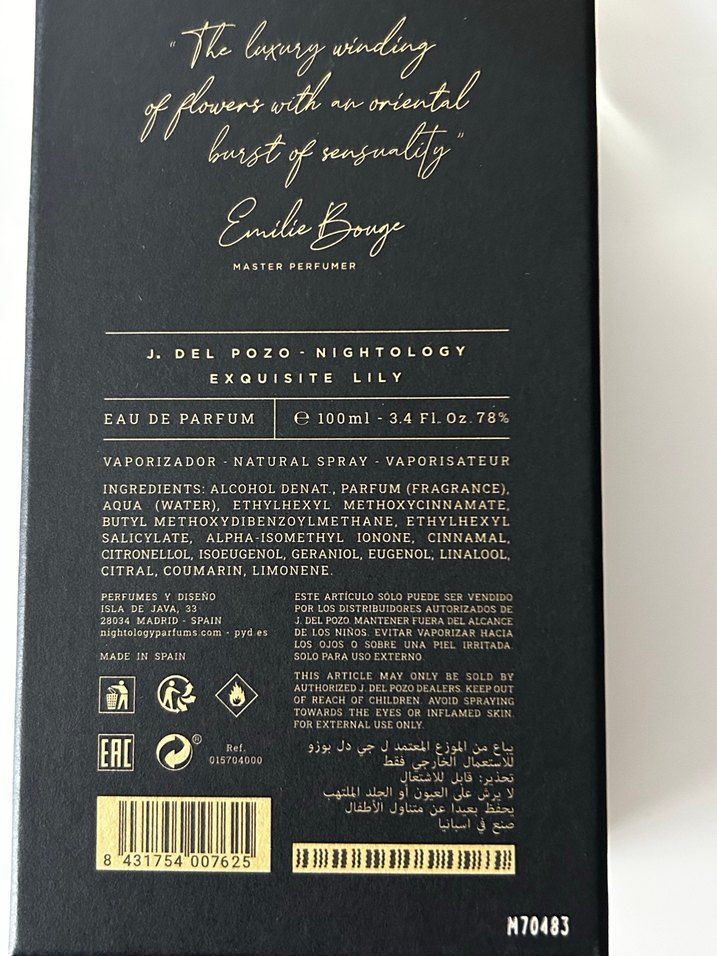 “The luxury winding
of flowers with an oriental
burst of sensuality”
Emilie Bouge
MASTER PERFUMER
J. DEL POZO - NIGHTOLOGY
EXQUISITE LILY
EAU DE PARFUM
℮ 100ml - 3.4 Fl. Oz. 78%
VAPORIZADOR - NATURAL SPRAY - VAPORISATEUR
INGREDIENTS: ALCOHOL DENAT., PARFUM (FRAGRANCE),
AQUA (WATER), ETHYLHEXYL METHOXYCINNAMATE,
BUTYL METHOXYDIBENZOYLMETHANE, ETHYLHEXYL
SALICYLATE, ALPHA-ISOMETHYL IONONE, CINNAMAL,
CITRONELLOL, ISOEUGENOL, GERANIOL, EUGENOL, LINALOOL,
CITRAL, COUMARIN, LIMONENE.
PERFUMES Y DISEÑO
ISLA DE JAVA, 33
28034 MADRID - SPAIN
nightologyparfums.com - pyd.es
MADE IN SPAIN
ESTE ARTÍCULO SÓLO PUEDE SER VENDIDO
POR LOS DISTRIBUIDORES AUTORIZADOS DE
J. DEL POZO. MANTENER FUERA DEL ALCANCE
DE LOS NIÑOS. EVITAR VAPORIZAR HACIA
LOS OJOS O SOBRE UNA PIEL IRRITADA.
SOLO PARA USO EXTERNO.
THIS ARTICLE MAY ONLY BE SOLD BY
AUTHORIZED J. DEL POZO DEALERS. KEEP OUT
OF REACH OF CHILDREN. AVOID SPRAYING
TOWARDS THE EYES OR INFLAMED SKIN.
FOR EXTERNAL USE ONLY.
EAC
®
Ref.
015704000
يباع من الموزع المعتمد ل جي دل بوزو
للاستعمال الخارجي فقط
تحذير: قابل للاشتعال
لا يرش على العيون أو الجلد الملتهب
يحفظ بعيدا عن متناول الأطفال
صنع في اسبانيا
8 431754 007625
M70483